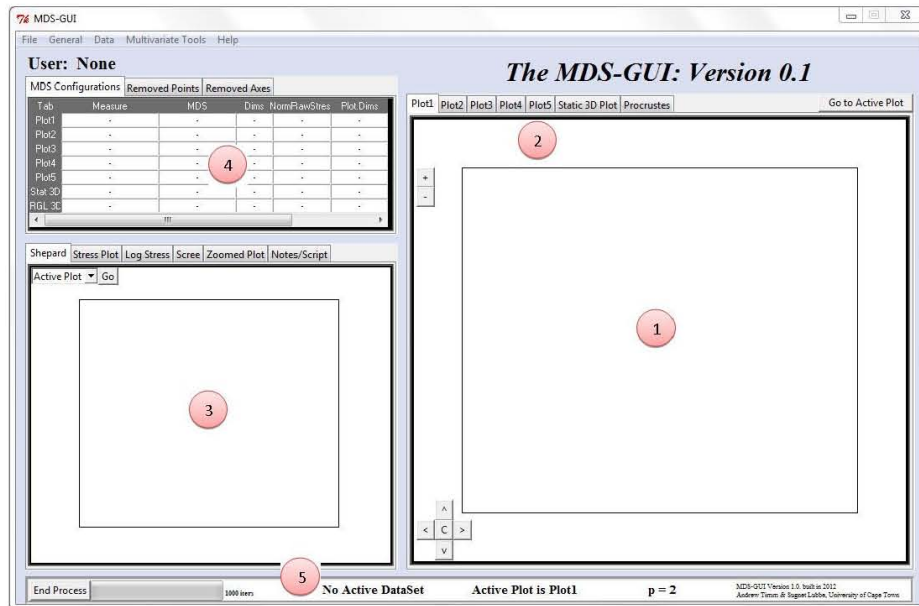 MDS-GUI
File General Data Multivariate Tools Help
User: None
The MDS-GUI: Version 0.1
MDS Configurations Removed Points Removed Axes
Tab Measure MDS Dims NormRawStres Plot Dims
Plot1 - - - - -
Plot2 - - - - -
Plot3 - - - - -
Plot4 - - - - -
Plot5 - - - - -
Stat 3D - - - - -
RGL 3D - - - - -
4
Plot1 Plot2 Plot3 Plot4 Plot5 Static 3D Plot Procrustes Go to Active Plot
2
+
-
1
^
< C >
v
Shepard Stress Plot Log Stress Scree Zoomed Plot Notes/Script
Active Plot Go
3
5
End Process 1000 iters No Active DataSet Active Plot is Plot1 p = 2
MDS-GUI Version 1.0, built in 2012
Andrew Timm & Sugnet Lubbe, University of Cape Town